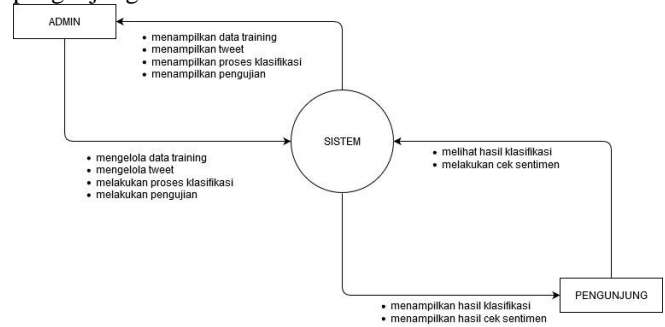 ADMIN
• menampilkan data training
• menampilkan tweet
• menampilkan proses klasifikasi
• menampilkan pengujian
SISTEM
• mengelola data training
• mengelola tweet
• melakukan proses klasifikasi
• melakukan pengujian
• melihat hasil klasifikasi
• melakukan cek sentimen
PENGUNJUNG
• menampilkan hasil klasifikasi
• menampilkan hasil cek sentimen